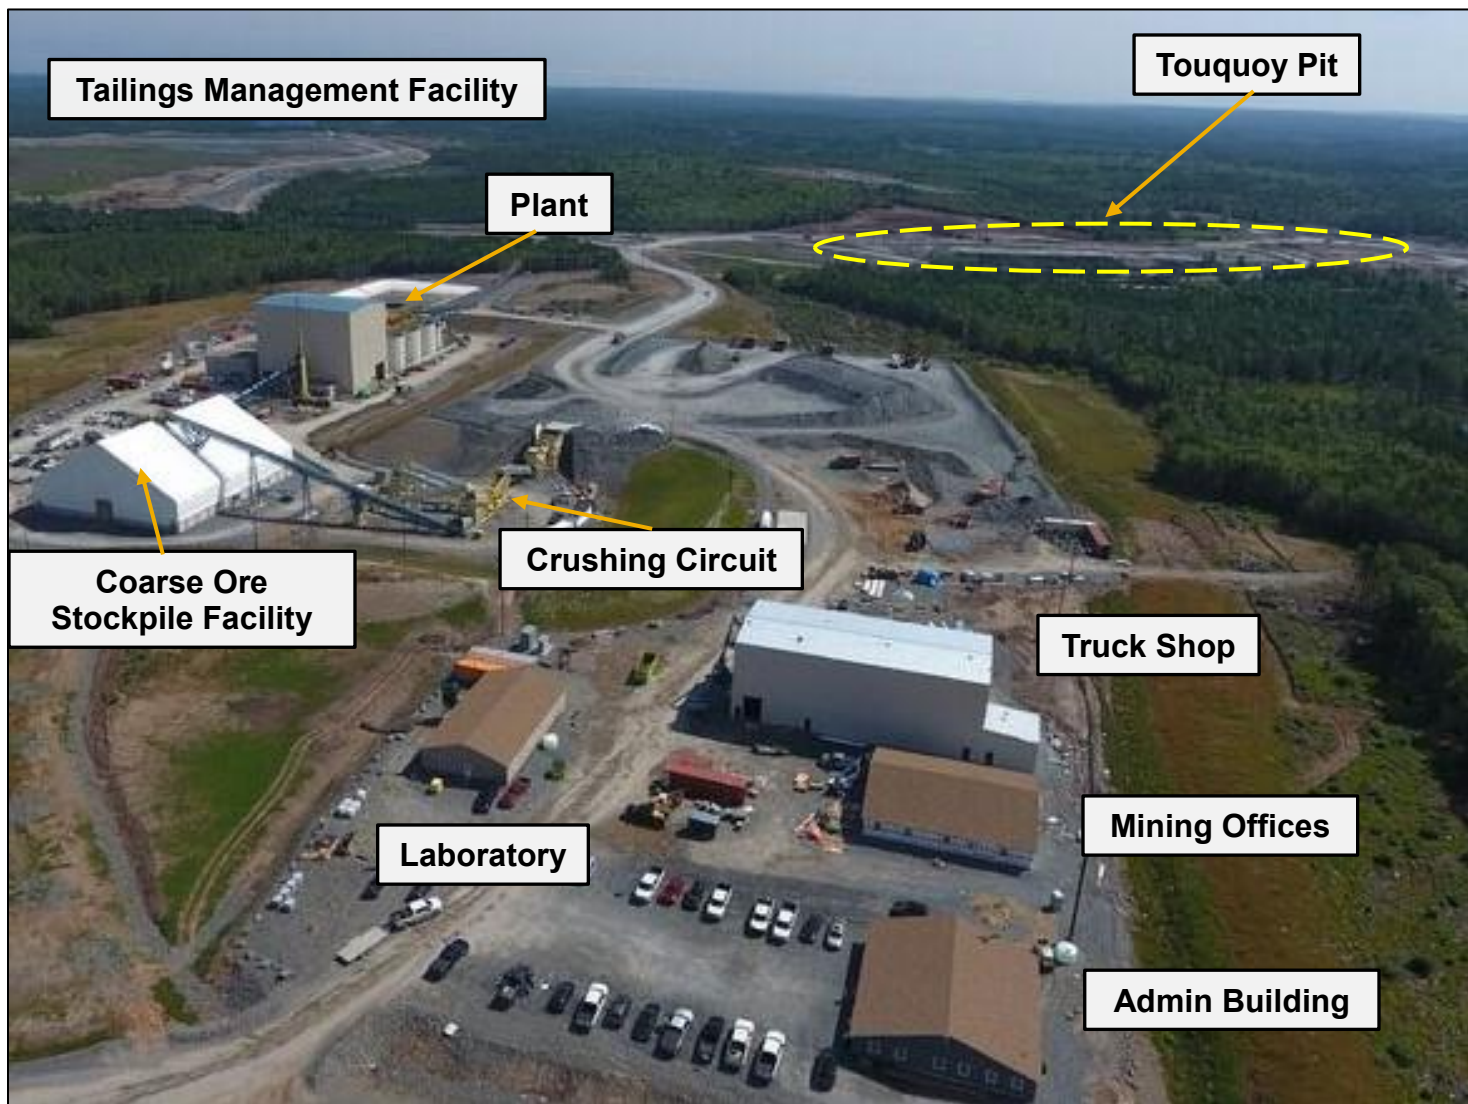 Tailings Management Facility
Touquoy Pit
Plant
Crushing Circuit
Coarse Ore
Stockpile Facility
Truck Shop
Mining Offices
Laboratory
Admin Building